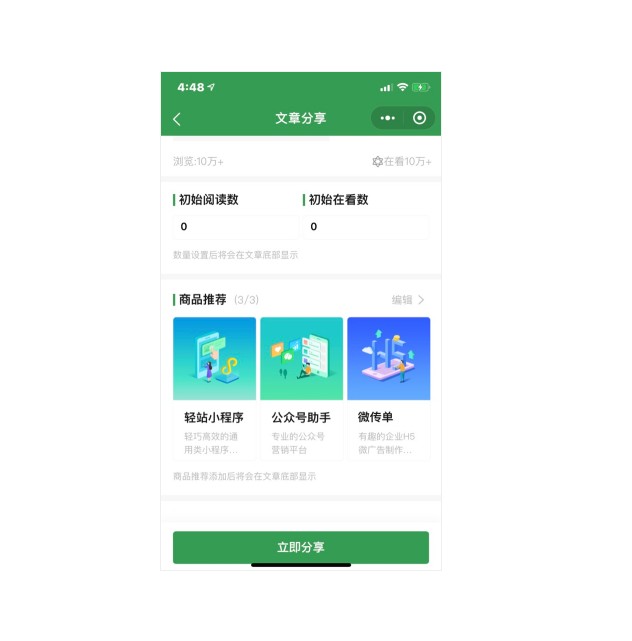 4:48
文章分享
浏览:10万+
在看10万+
初始阅读数
初始在看数
0
0
数量设置后将会在文章底部显示
商品推荐 (3/3)
编辑
轻站小程序
公众号助手
微传单
轻巧高效的通
用类小程序...
专业的公众号
营销平台
有趣的企业H5
微广告制作...
商品推荐添加后将会在文章底部显示
立即分享